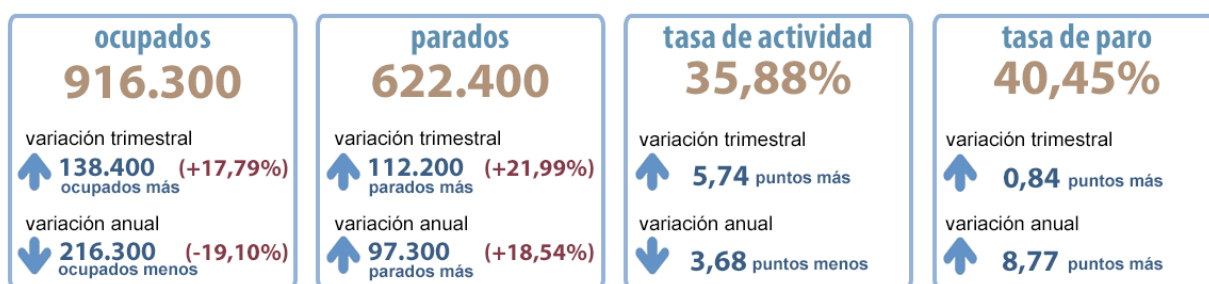 ocupados
916.300
variación trimestral
138.400 (+17,79%)
ocupados más
variación anual
216.300 (-19,10%)
ocupados menos
parados
622.400
variación trimestral
112.200 (+21,99%)
parados más
variación anual
97.300 (+18,54%)
parados más
tasa de actividad
35,88%
variación trimestral
5,74 puntos más
variación anual
3,68 puntos menos
tasa de paro
40,45%
variación trimestral
0,84 puntos más
variación anual
8,77 puntos más